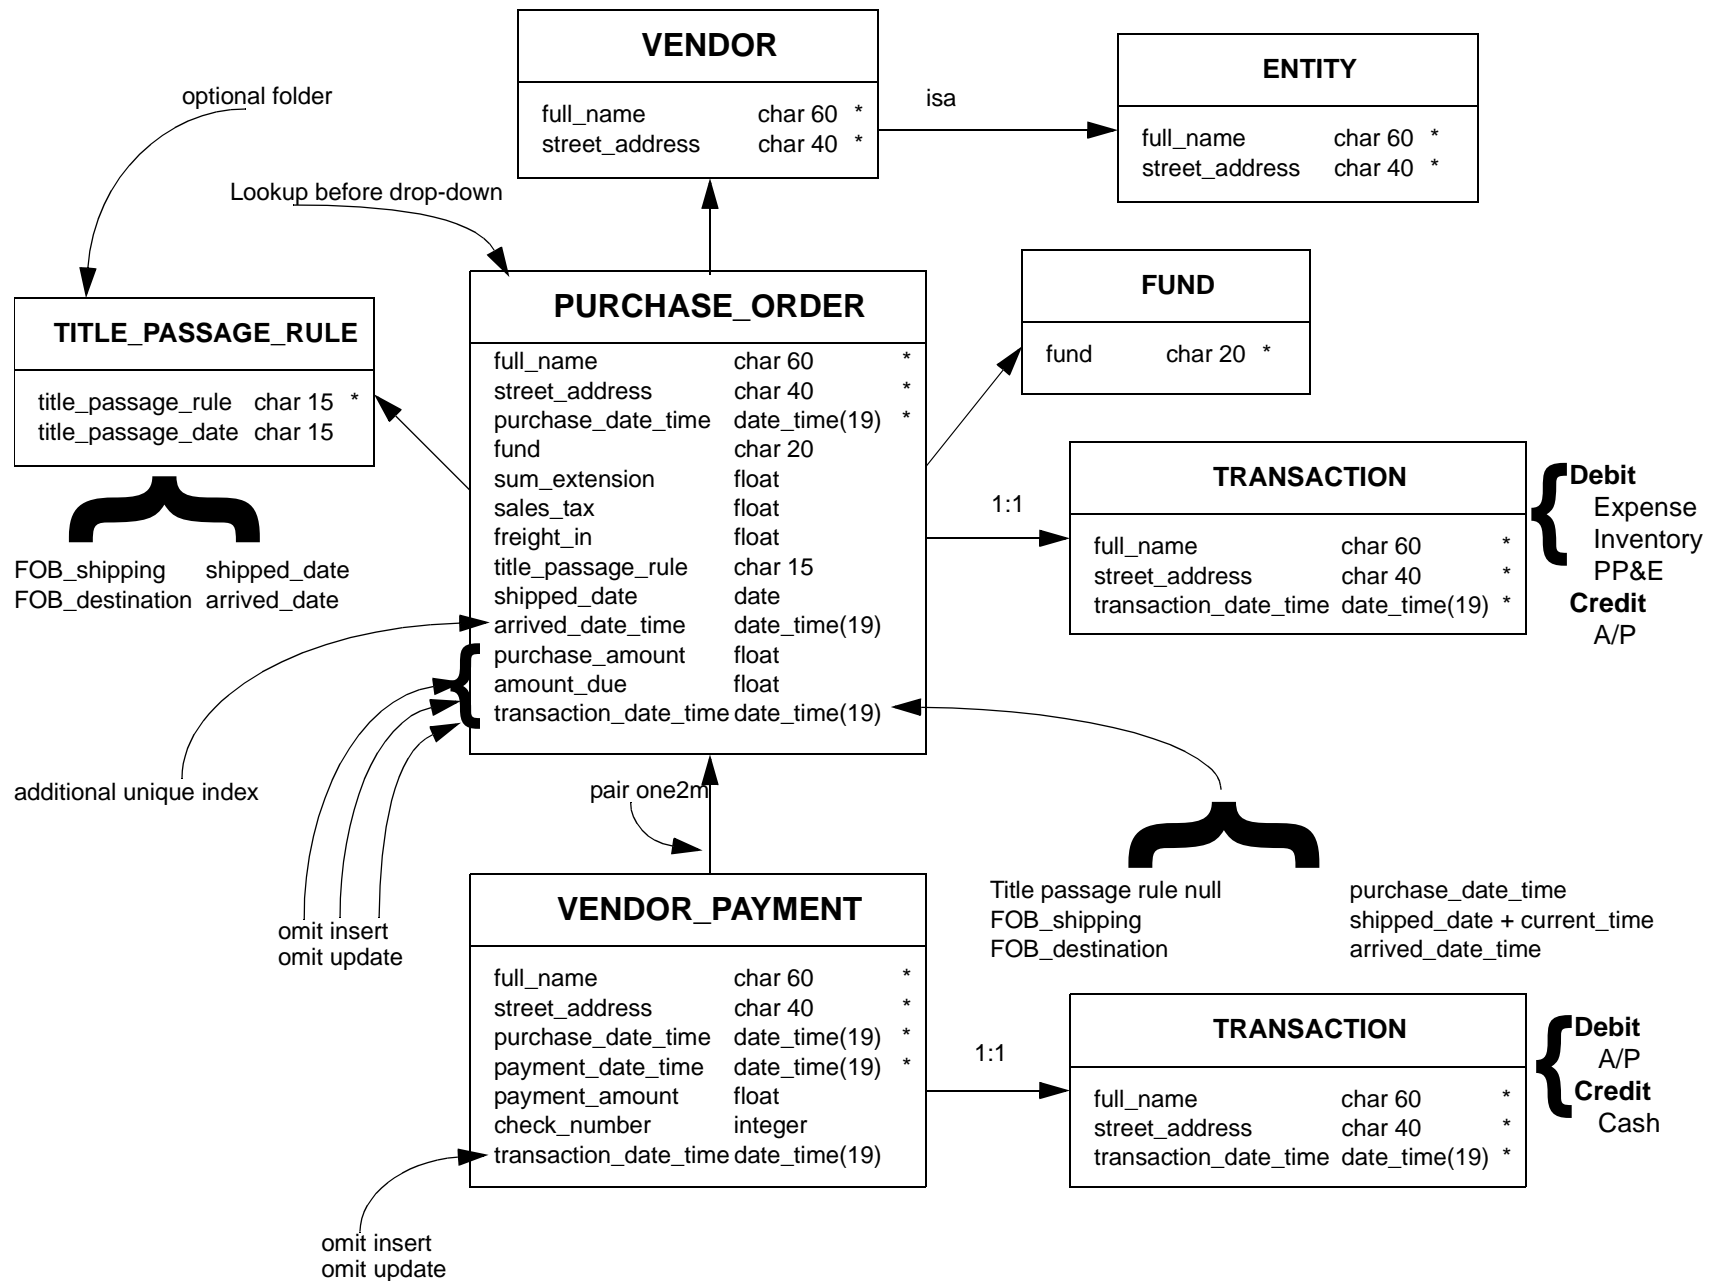 VENDOR
full_name char 60 *
street_address char 40 *
isa
ENTITY
full_name char 60 *
street_address char 40 *
optional folder
Lookup before drop-down
TITLE_PASSAGE_RULE
title_passage_rule char 15 *
title_passage_date char 15
FOB_shipping shipped_date
FOB_destination arrived_date
PURCHASE_ORDER
full_name char 60 *
street_address char 40 *
purchase_date_time date_time(19) *
fund char 20
sum_extension float
sales_tax float
freight_in float
title_passage_rule char 15
shipped_date date
arrived_date_time date_time(19)
purchase_amount float
amount_due float
transaction_date_time date_time(19)
FUND
fund char 20 *
1:1
TRANSACTION
full_name char 60 *
street_address char 40 *
transaction_date_time date_time(19) *
Debit
Expense
Inventory
PP&E
Credit
A/P
additional unique index
omit insert
omit update
pair one2m
Title passage rule null purchase_date_time
FOB_shipping shipped_date + current_time
FOB_destination arrived_date_time
VENDOR_PAYMENT
full_name char 60 *
street_address char 40 *
purchase_date_time date_time(19) *
payment_date_time date_time(19) *
payment_amount float
check_number integer
transaction_date_time date_time(19)
1:1
TRANSACTION
full_name char 60 *
street_address char 40 *
transaction_date_time date_time(19) *
Debit
A/P
Credit
Cash
omit insert
omit update